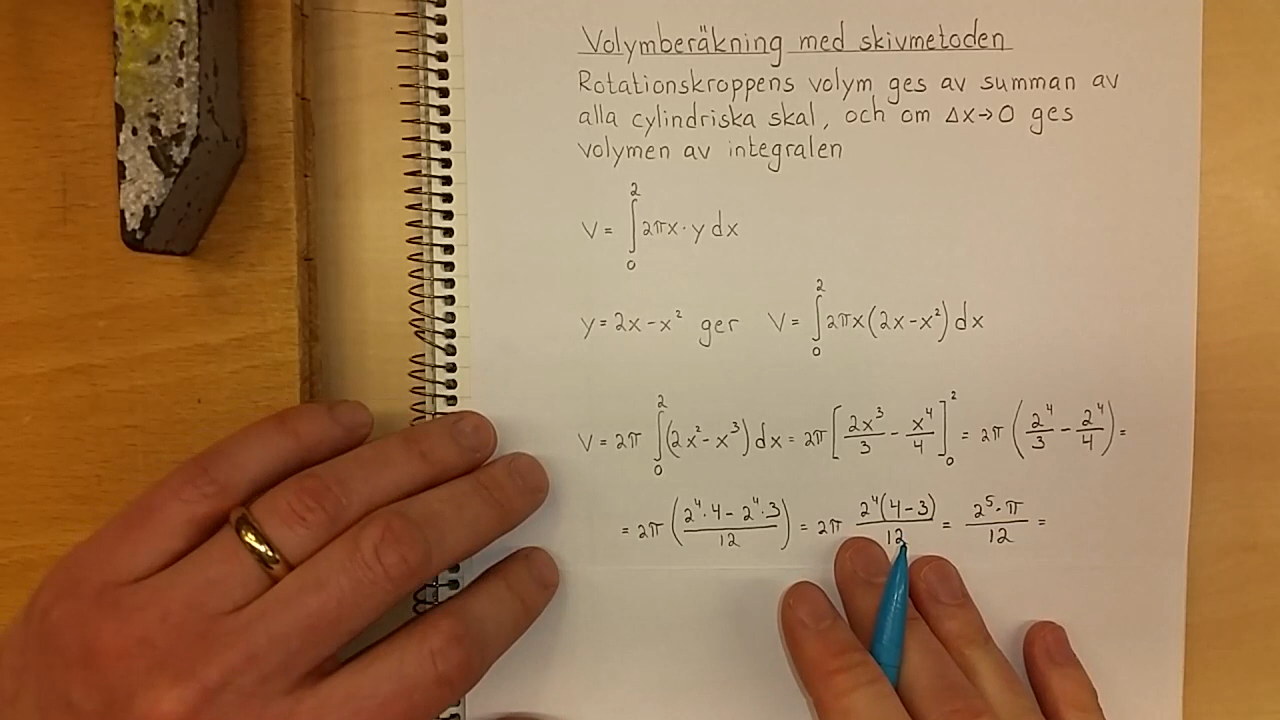 Volymberäkning med skivmetoden
Rotationskroppens volym ges av summan av
alla cylindriska skal, och om Δx→0 ges
volymen av integralen
V = ∫₀² 2πx·y dx
y = 2x-x² ger V = ∫₀² 2πx(2x-x²) dx
V = 2π ∫₀² (2x²-x³) dx = 2π [2x³/3 - x⁴/4]₀² = 2π (2⁴/3 - 2⁴/4) =
= 2π ((2⁴·4 - 2⁴·3)/12) = 2π 2⁴(4-3)/12 = 2⁵·π/12 =